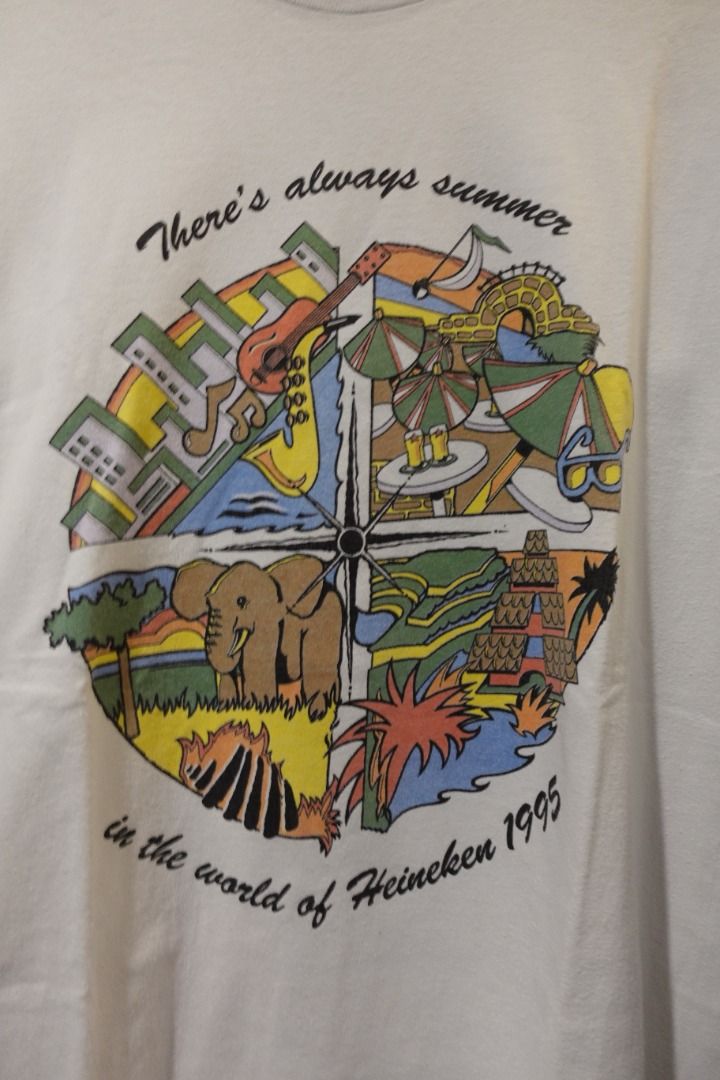 There's always summer
in the world of Heineken 1995